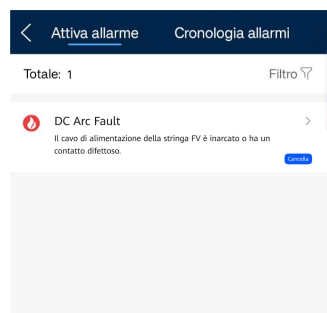 Attiva allarme Cronologia allarmi
Totale: 1 Filtro
DC Arc Fault
Il cavo di alimentazione della stringa FV è inarcato o ha un
contatto difettoso.
Cancella